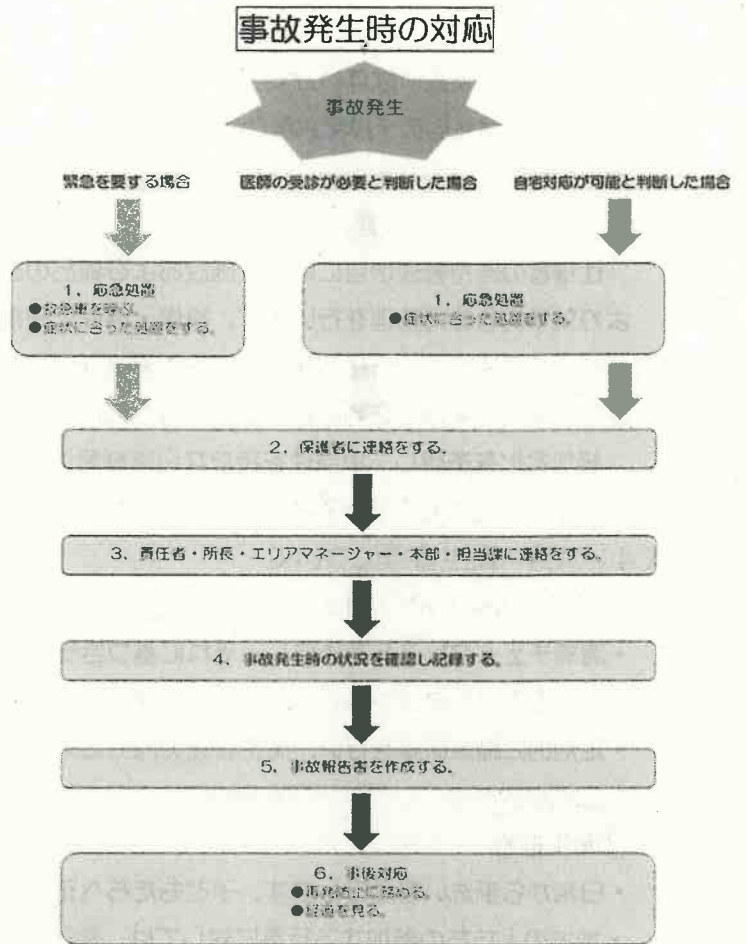 事故発生時の対応
事故発生
緊急を要する場合
医師の受診が必要と判断した場合
自宅対応が可能と判断した場合
1. 応急処置
●救急車を呼ぶ。
●症状に合った処置をする。
1. 応急処置
●症状に合った処置をする。
2. 保護者に連絡をする。
3. 責任者・所長・エリアマネージャー・本部・担当課に連絡をする。
4. 事故発生時の状況を確認し記録する。
5. 事故報告書を作成する。
6. 事後対応
●再発防止に努める。
●経過を見る。